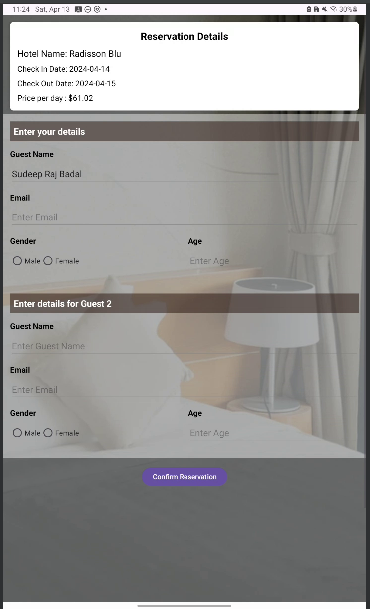 11:24 Sat, Apr 13
30%
Reservation Details
Hotel Name: Radisson Blu
Check In Date: 2024-04-14
Check Out Date: 2024-04-15
Price per day : $61.02
Enter your details
Guest Name
Sudeep Raj Badal
Email
Enter Email
Gender Age
Male Female Enter Age
Enter details for Guest 2
Guest Name
Enter Guest Name
Email
Enter Email
Gender Age
Male Female Enter Age
Confirm Reservation